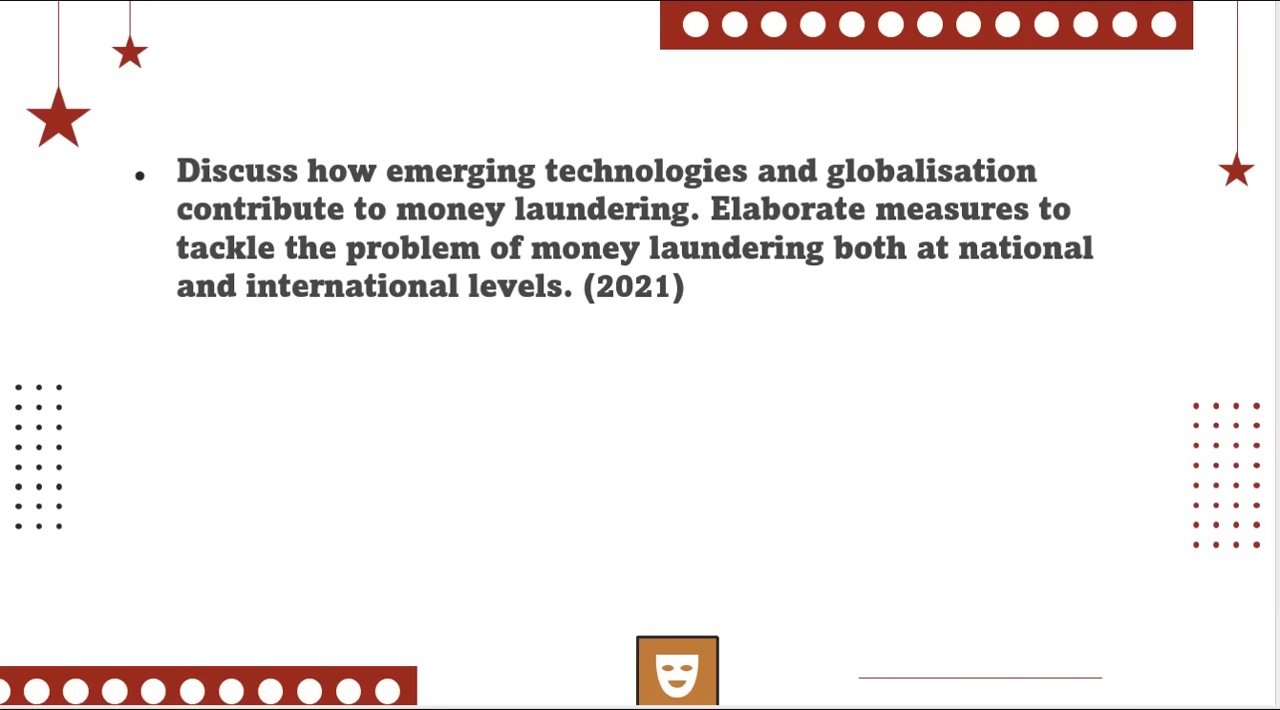 • Discuss how emerging technologies and globalisation
contribute to money laundering. Elaborate measures to
tackle the problem of money laundering both at national
and international levels. (2021)